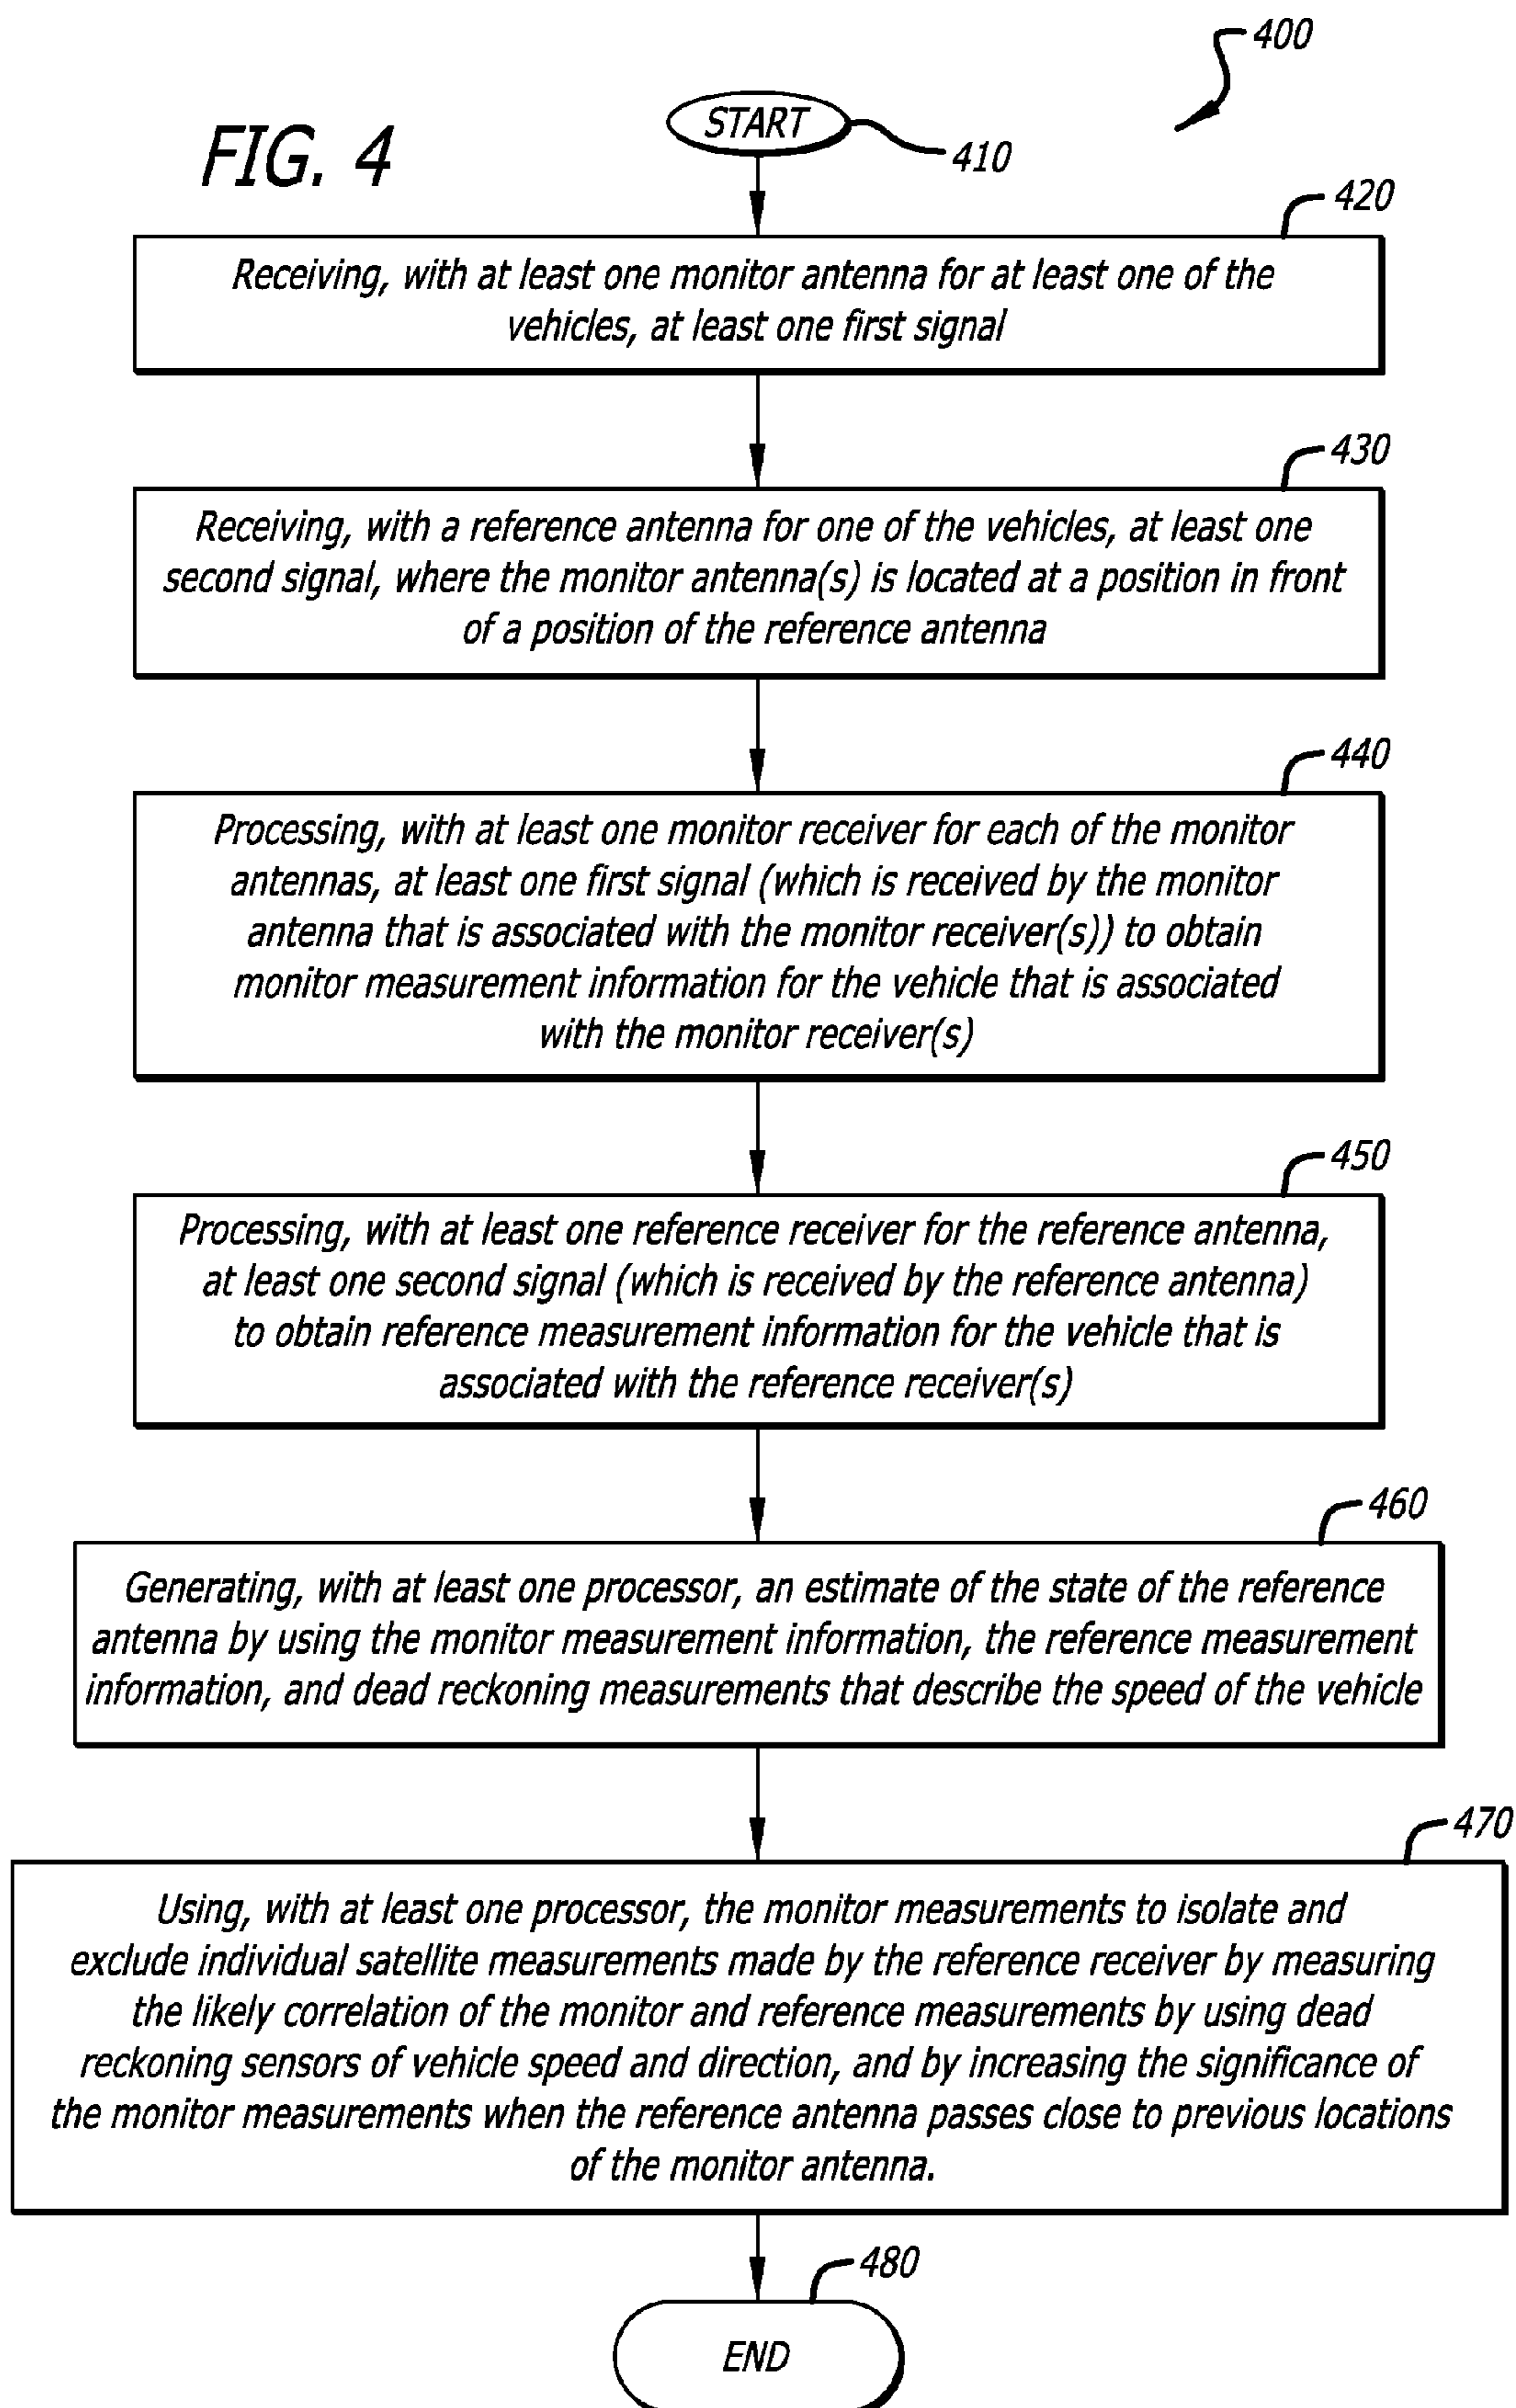 400
START
FIG. 4
410
420
Receiving, with at least one monitor antenna for at least one of the
vehicles, at least one first signal
430
Receiving, with a reference antenna for one of the vehicles, at least one
second signal, where the monitor antenna(s) is located at a position in front
of a position of the reference antenna
440
Processing, with at least one monitor receiver for each of the monitor
antennas, at least one first signal (which is received by the monitor
antenna that is associated with the monitor receiver(s)) to obtain
monitor measurement information for the vehicle that is associated
with the monitor receiver(s)
450
Processing, with at least one reference receiver for the reference antenna,
at least one second signal (which is received by the reference antenna)
to obtain reference measurement information for the vehicle that is
associated with the reference receiver(s)
460
Generating, with at least one processor, an estimate of the state of the reference
antenna by using the monitor measurement information, the reference measurement
information, and dead reckoning measurements that describe the speed of the vehicle
470
Using, with at least one processor, the monitor measurements to isolate and
exclude individual satellite measurements made by the reference receiver by measuring
the likely correlation of the monitor and reference measurements by using dead
reckoning sensors of vehicle speed and direction, and by increasing the significance of
the monitor measurements when the reference antenna passes close to previous locations
of the monitor antenna.
480
END